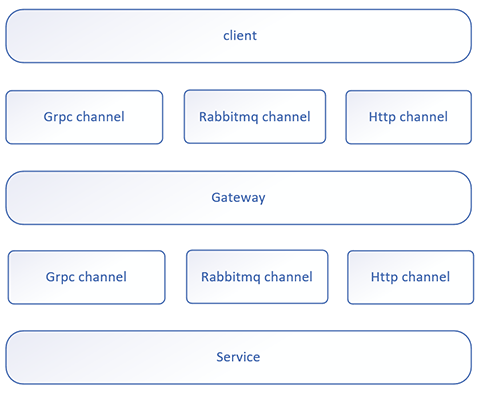 client
Grpc channel
Rabbitmq channel
Http channel
Gateway
Grpc channel
Rabbitmq channel
Http channel
Service